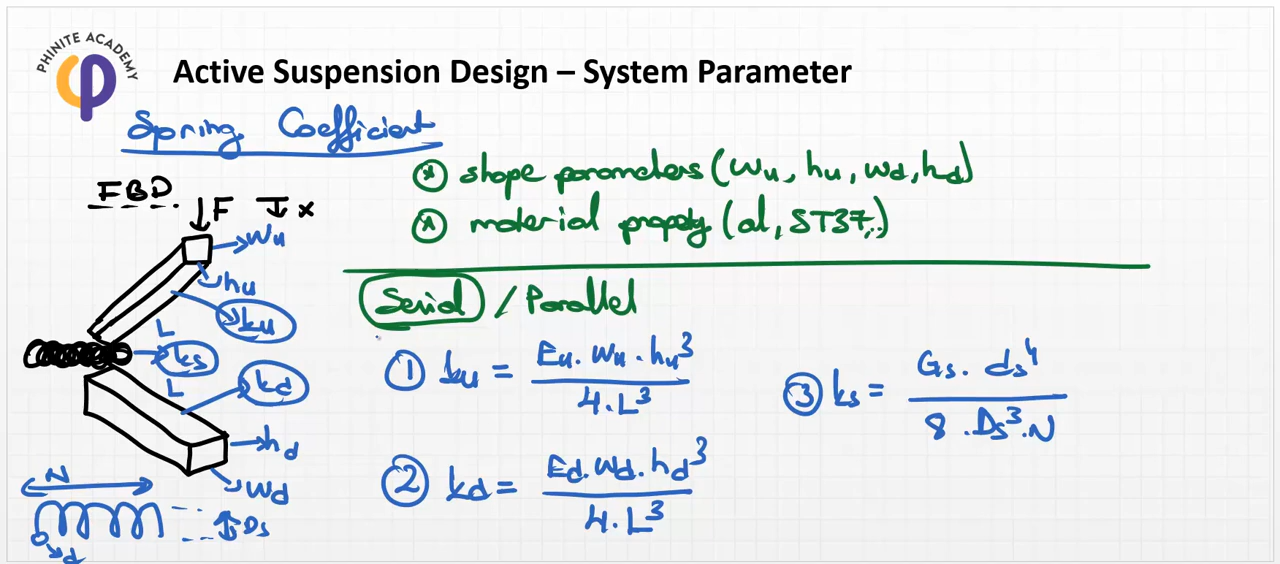 PHINITE ACADEMY
Active Suspension Design – System Parameter
Spring Coefficient
* shape parameters (Wu, hu, wd, hd)
* material propety (al, ST37,..)
FBD
F
x
Wu
hu
ku
L
ks
L
kd
hd
Wd
N
Ds
d
Serial / Parallel
① ku = Eu. Wu. hu³ / 4. L³
② kd = Ed. Wd. hd³ / 4. L³
③ ks = Gs. ds⁴ / 8 . Ds³. N